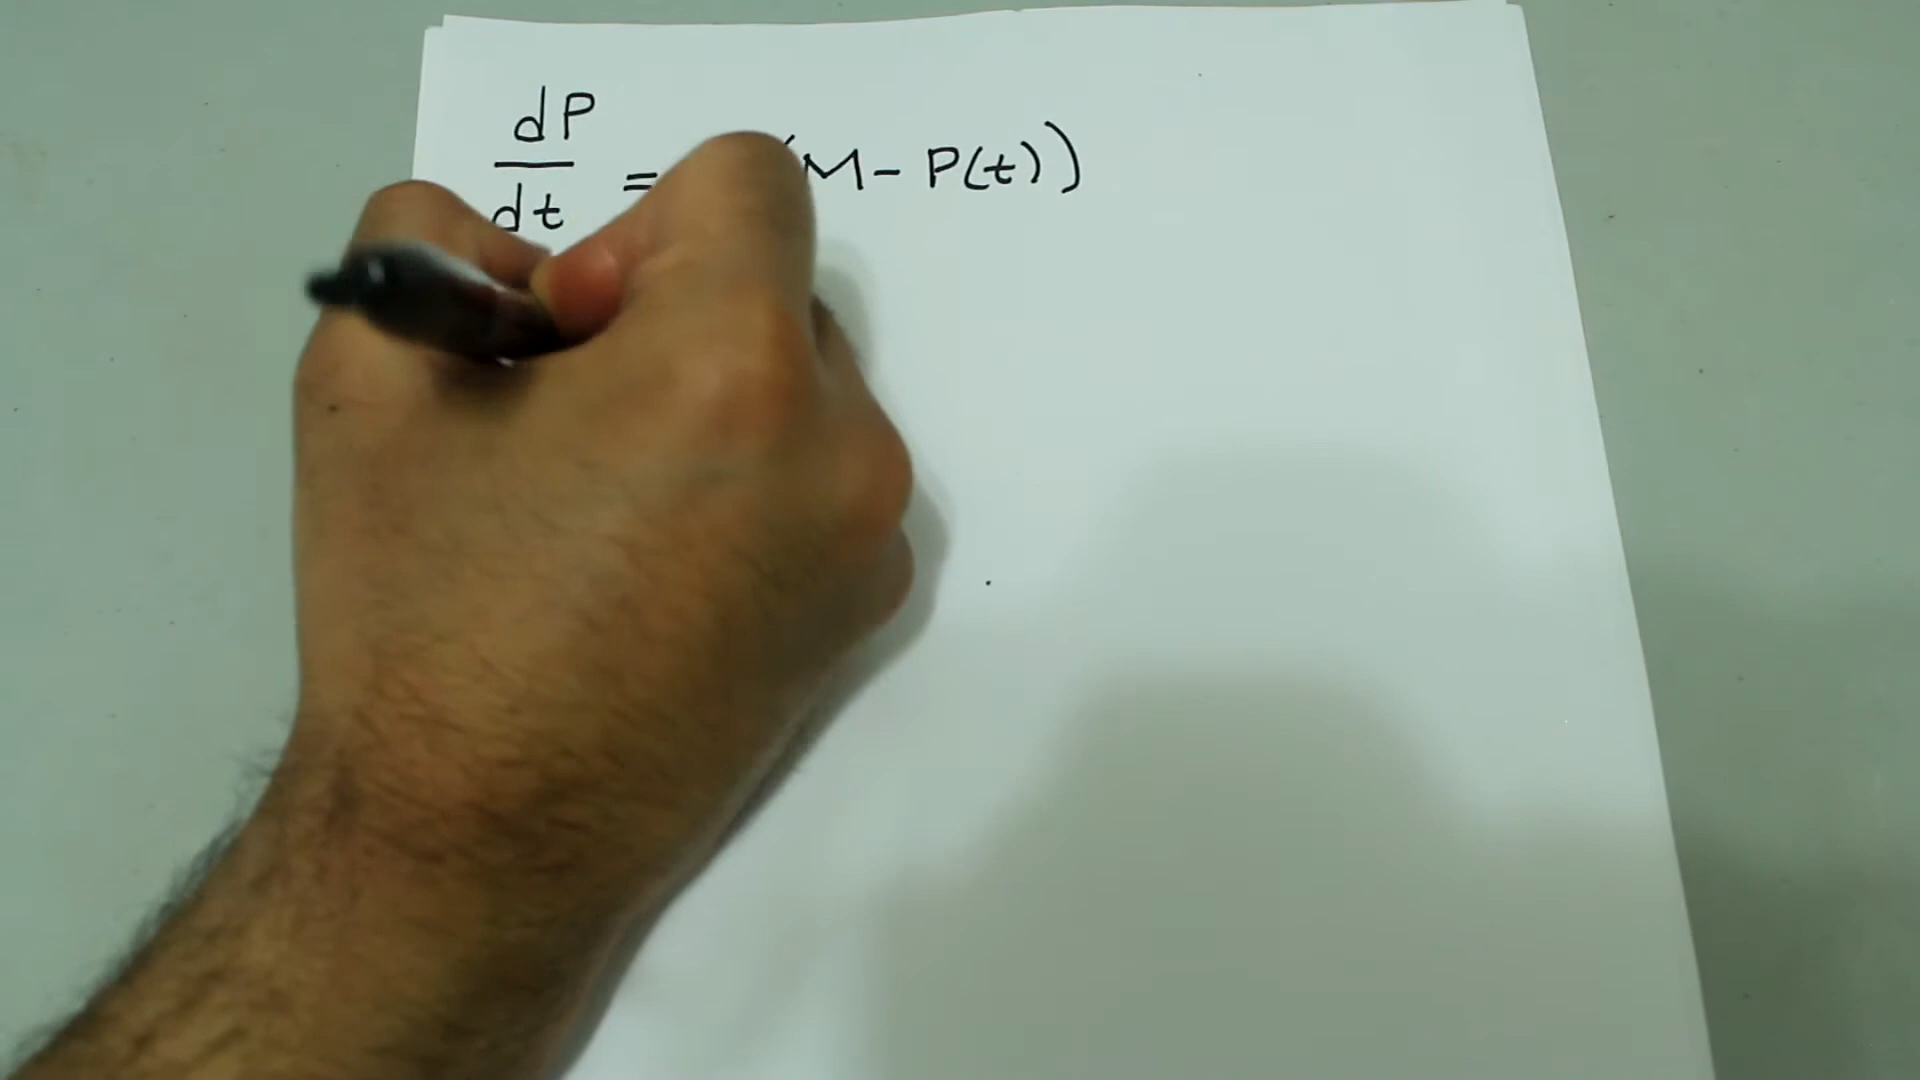 dP
dt = (M - P(t))